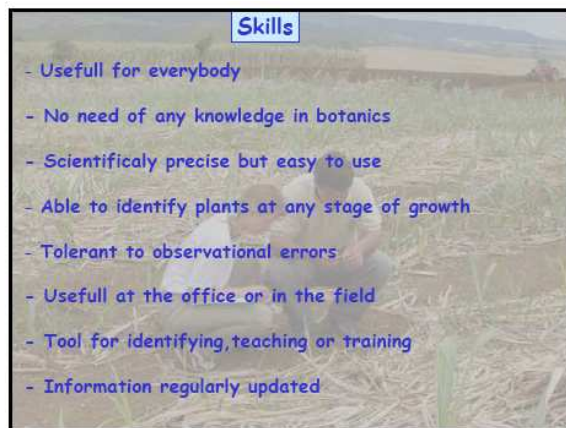 Skills
- Usefull for everybody
- No need of any knowledge in botanics
- Scientificaly precise but easy to use
- Able to identify plants at any stage of growth
- Tolerant to observational errors
- Usefull at the office or in the field
- Tool for identifying,teaching or training
- Information regularly updated